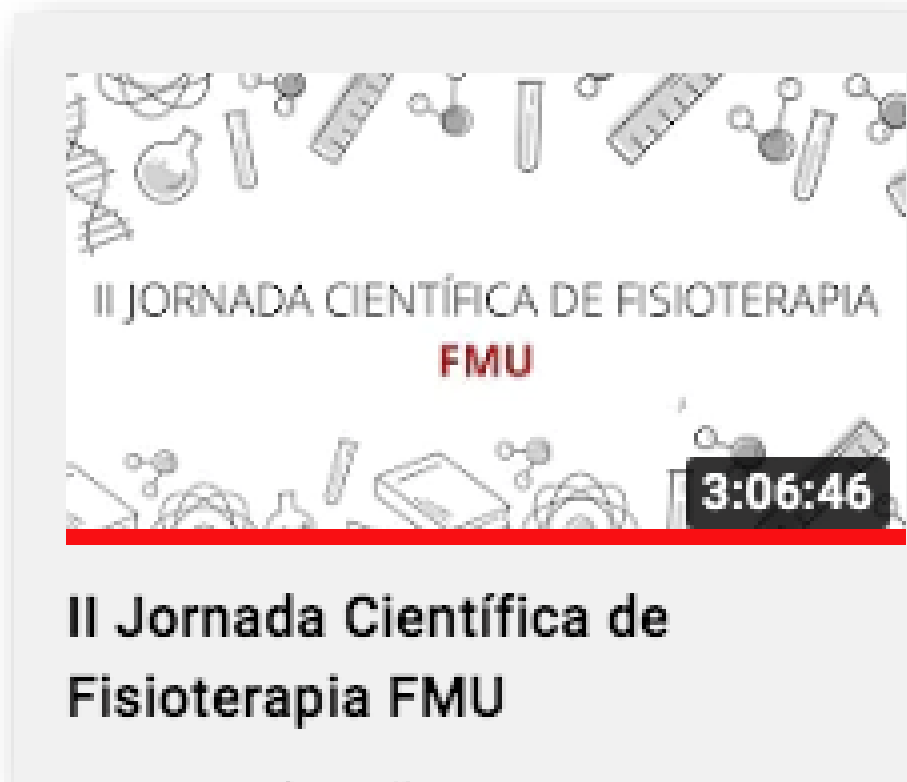 II JORNADA CIENTÍFICA DE FISIOTERAPIA
FMU
3:06:46
II Jornada Científica de
Fisioterapia FMU